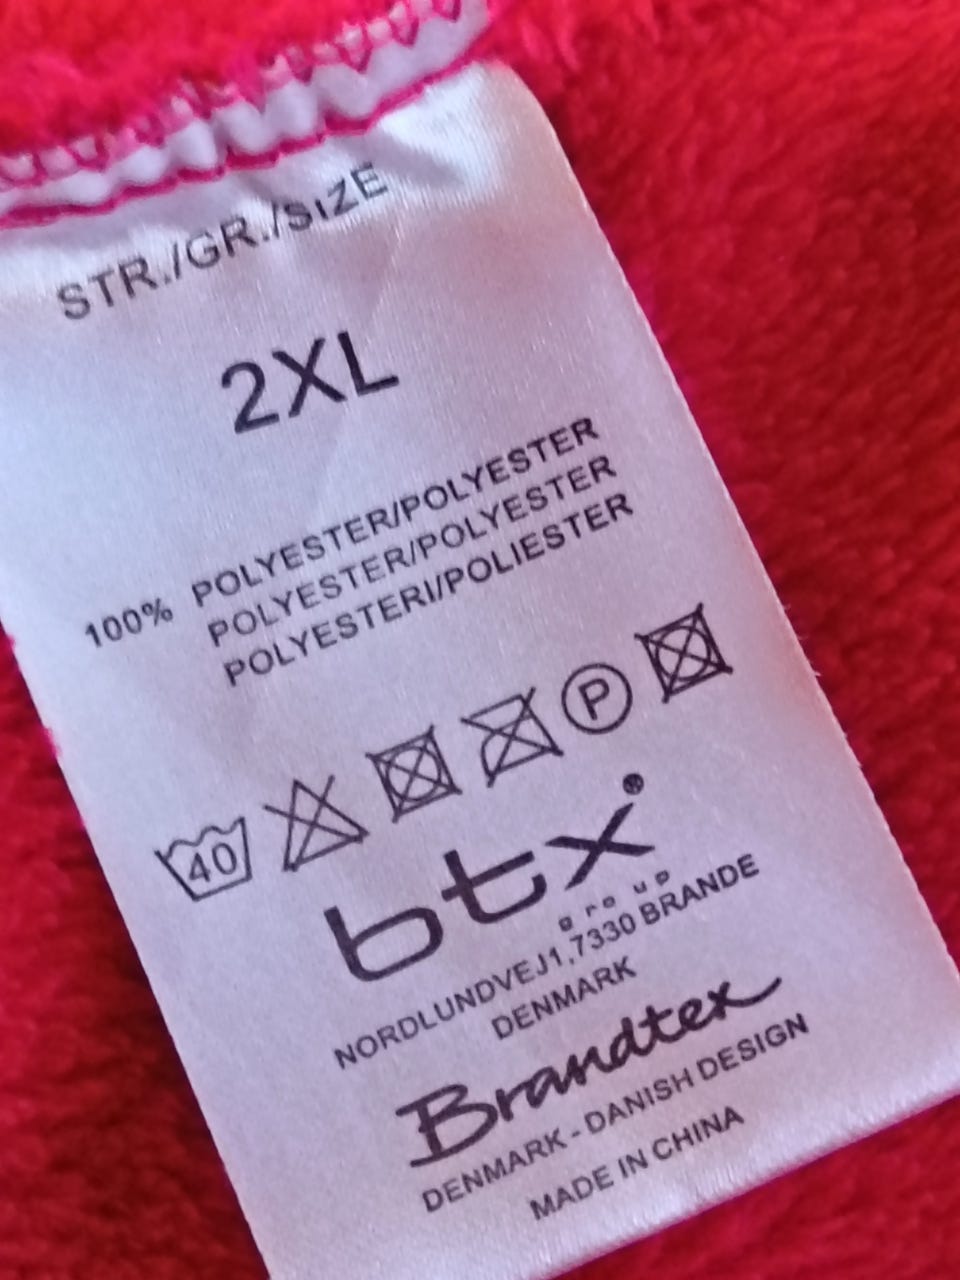 STR./GR./SIZE
2XL
100% POLYESTER/POLYESTER
POLYESTER/POLYESTER
POLYESTERI/POLIESTER
40
P
btx
group
NORDLUNDVEJ1,7330 BRANDE
DENMARK
Brandtex
DENMARK - DANISH DESIGN
MADE IN CHINA